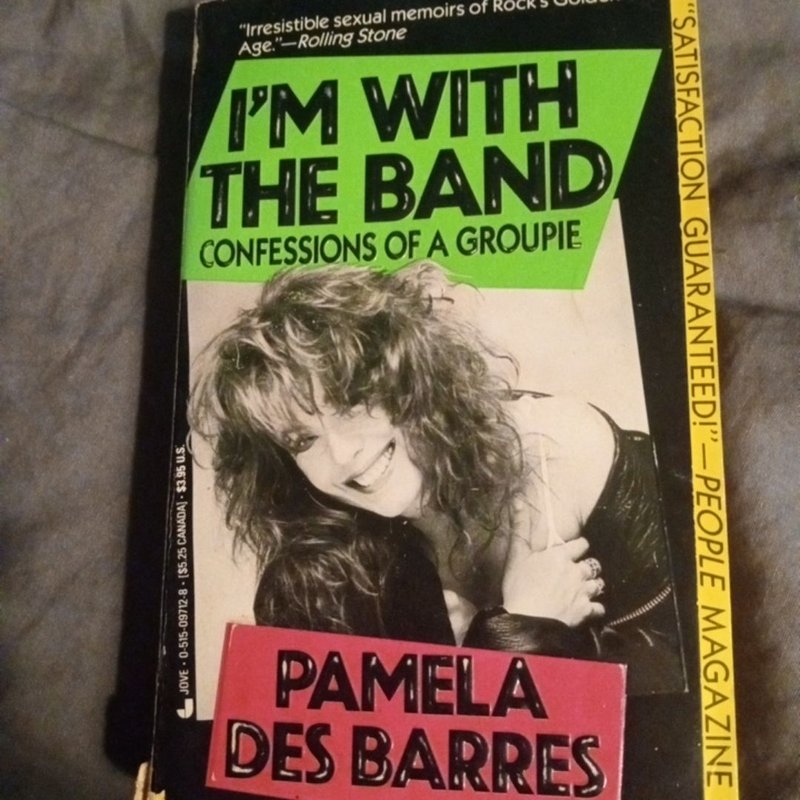 "Irresistible sexual memoirs of Rock's Golden
Age."—Rolling Stone
I'M WITH
THE BAND
CONFESSIONS OF A GROUPIE
"SATISFACTION GUARANTEED!"—PEOPLE MAGAZINE
JOVE • 0-515-09712-8 • [$5.25 CANADA] • $3.95 U.S.
PAMELA
DES BARRES